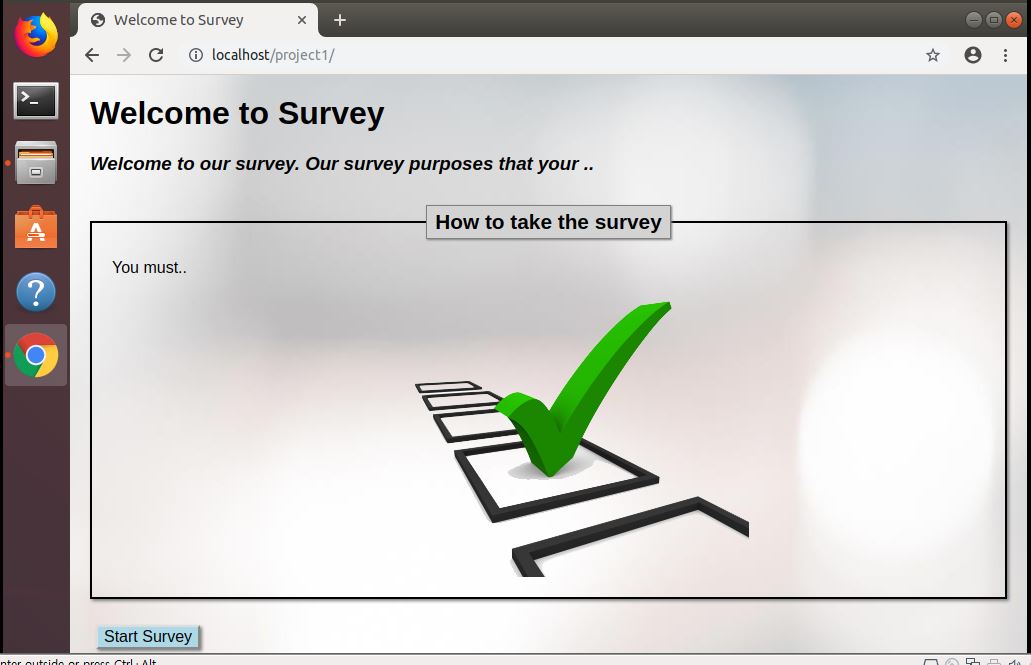 Welcome to Survey
localhost/project1/
Welcome to Survey
Welcome to our survey. Our survey purposes that your ..
How to take the survey
You must..
Start Survey
outside or press Ctrl+Alt